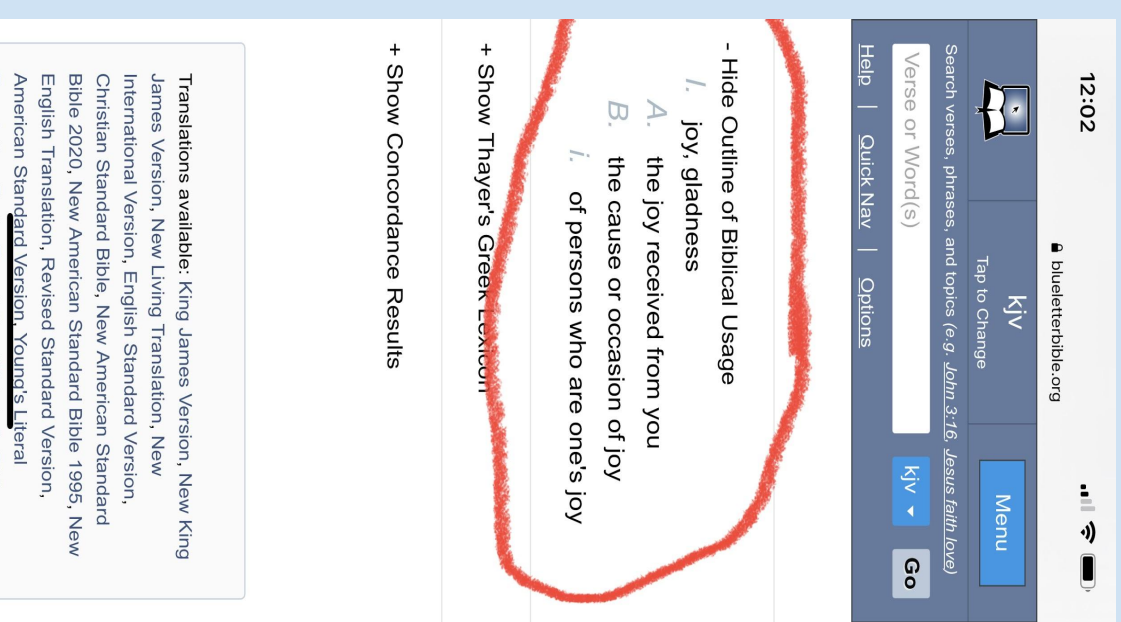 12:02
blueletterbible.org
kjv
Tap to Change
Menu
Search verses, phrases, and topics (e.g. John 3:16, Jesus faith love)
Verse or Word(s)
kjv
Go
Help | Quick Nav | Options
- Hide Outline of Biblical Usage
I. joy, gladness
A. the joy received from you
B. the cause or occasion of joy
i. of persons who are one's joy
+ Show Thayer's Greek Lexicon
+ Show Concordance Results
Translations available: King James Version, New King
James Version, New Living Translation, New
International Version, English Standard Version,
Christian Standard Bible, New American Standard
Bible 2020, New American Standard Bible 1995, New
English Translation, Revised Standard Version,
American Standard Version, Young's Literal